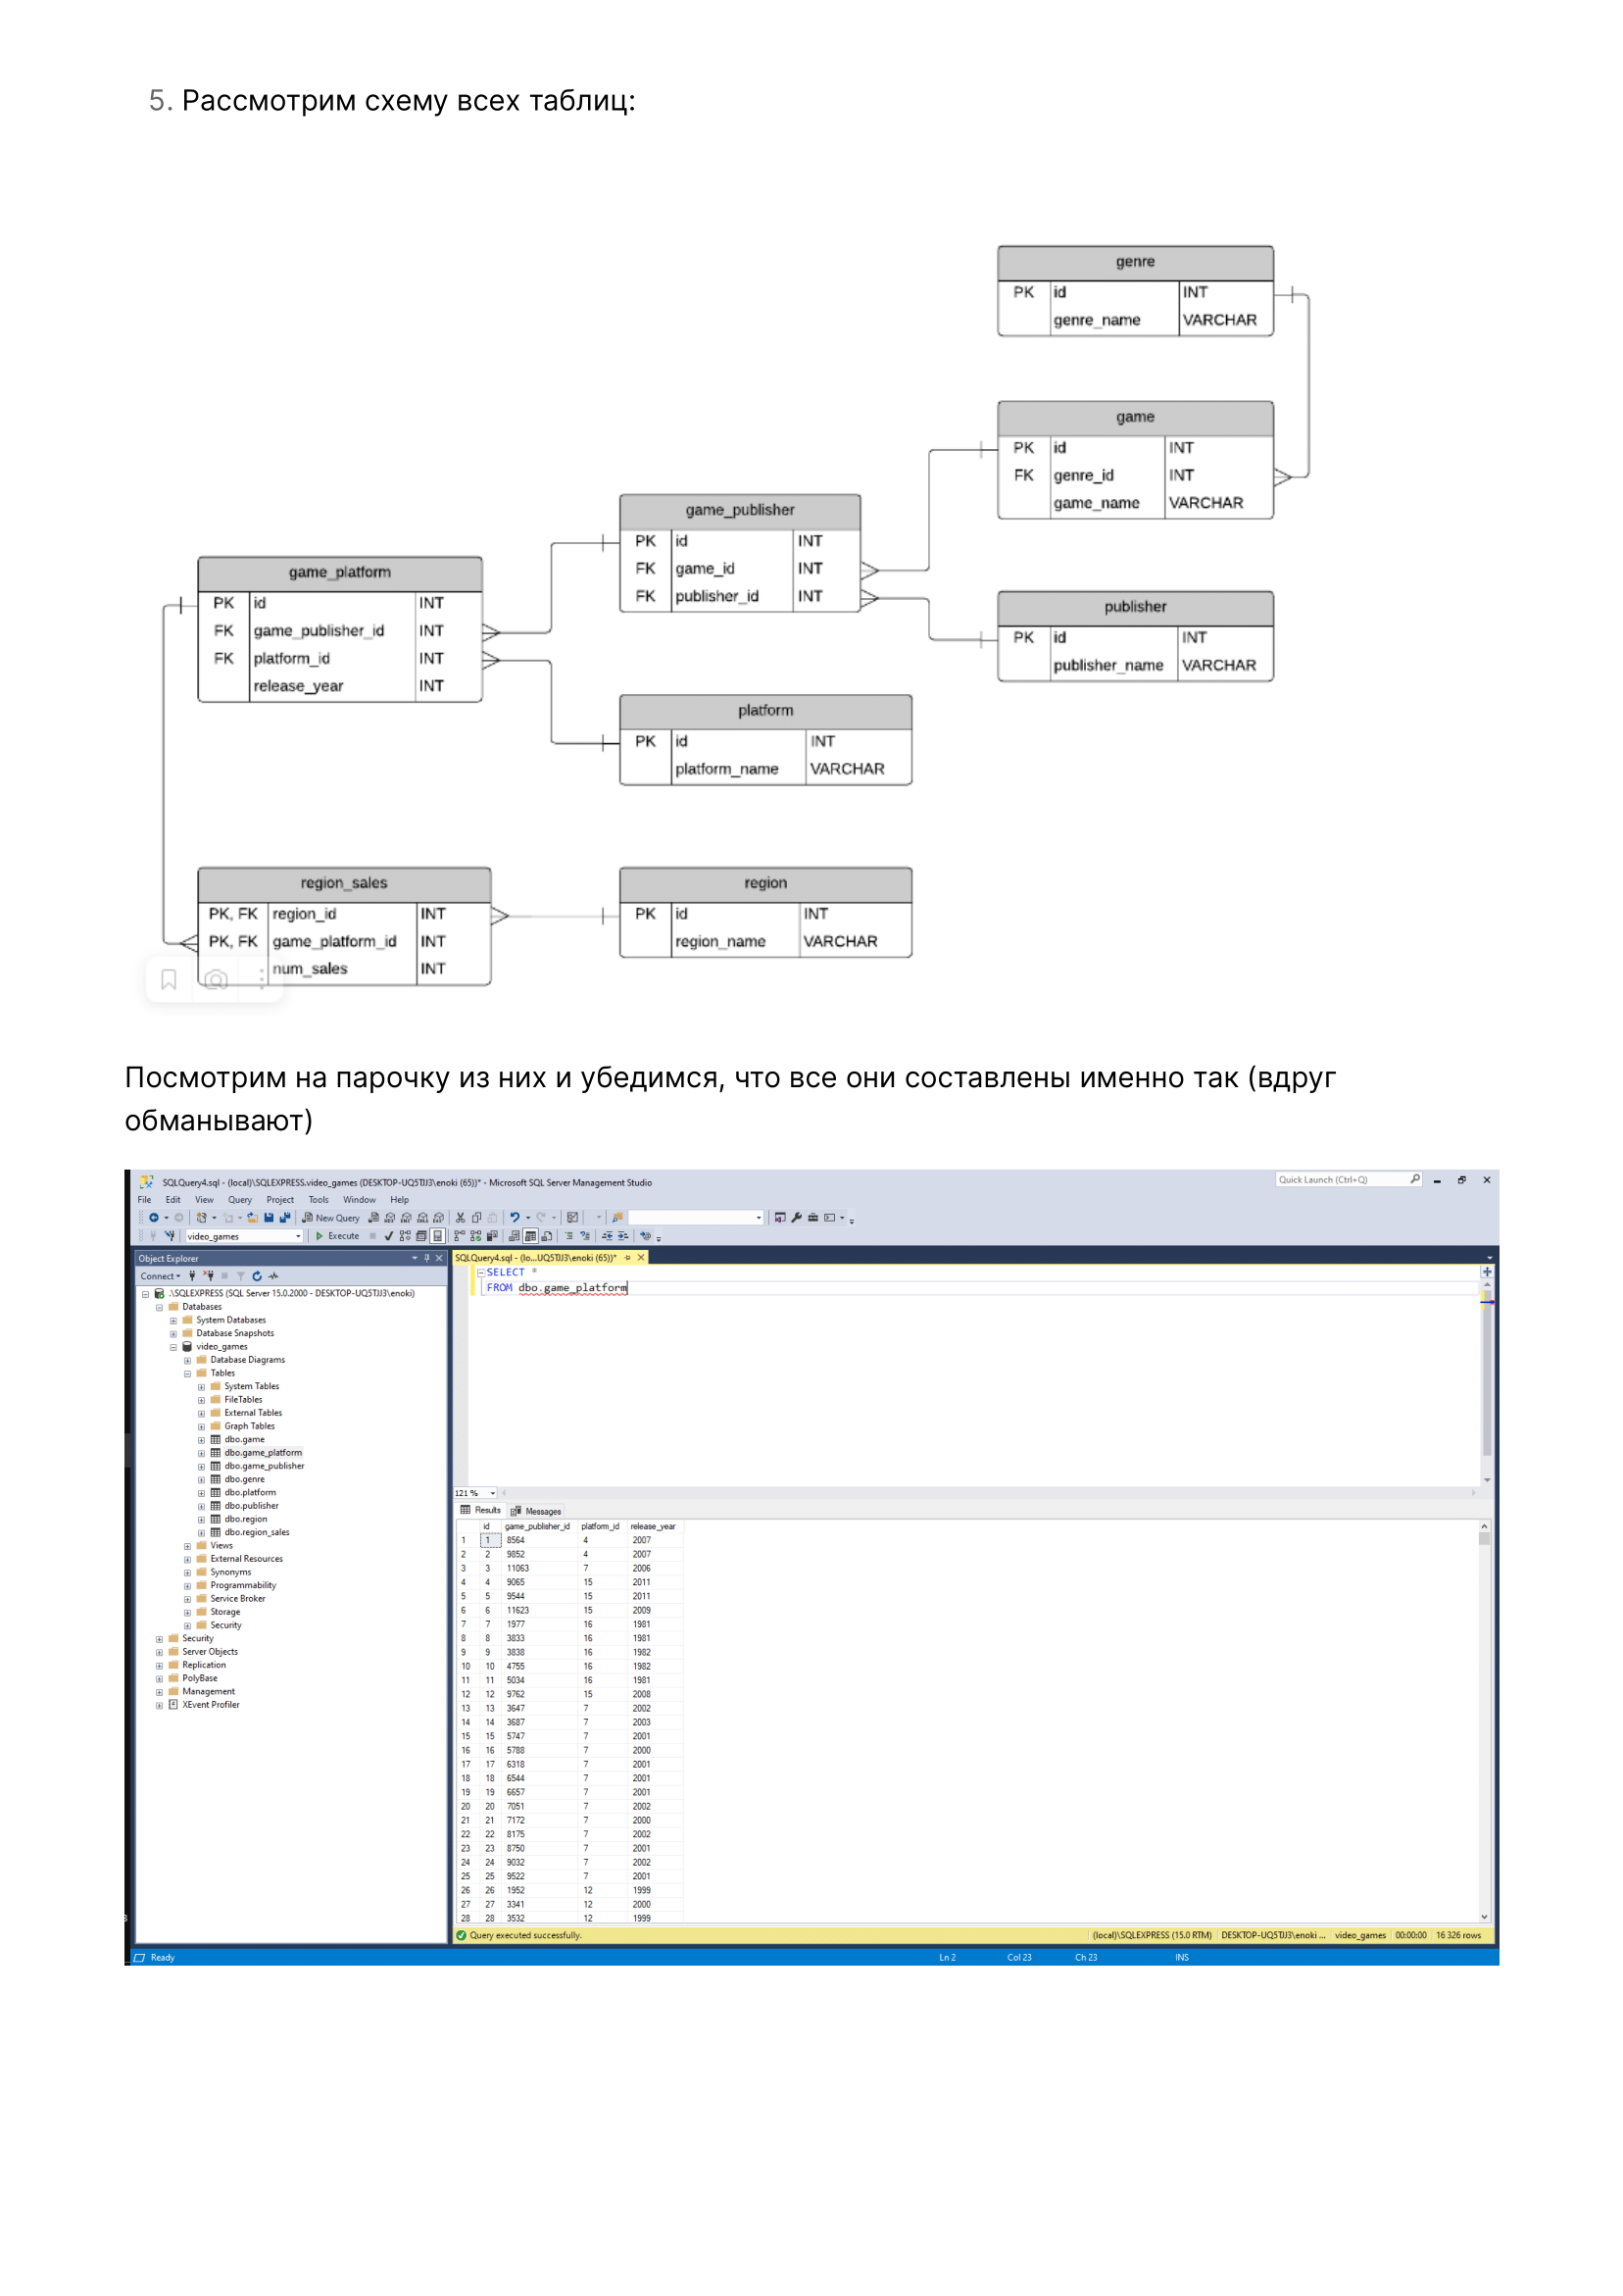 5. Рассмотрим схему всех таблиц:
genre
PK id INT
genre_name VARCHAR
game
PK id INT
FK genre_id INT
game_name VARCHAR
game_publisher
PK id INT
FK game_id INT
FK publisher_id INT
game_platform
PK id INT
FK game_publisher_id INT
FK platform_id INT
release_year INT
publisher
PK id INT
publisher_name VARCHAR
platform
PK id INT
platform_name VARCHAR
region_sales
PK, FK region_id INT
PK, FK game_platform_id INT
num_sales INT
region
PK id INT
region_name VARCHAR
Посмотрим на парочку из них и убедимся, что все они составлены именно так (вдруг
обманывают)
SQLQuery4.sql - (local)\SQLEXPRESS.video_games (DESKTOP-UQ5TJJ3\enoki (65))* - Microsoft SQL Server Management Studio
Quick Launch (Ctrl+Q)
File Edit View Query Project Tools Window Help
New Query
video_games Execute
Object Explorer
Connect
.\SQLEXPRESS (SQL Server 15.0.2000 - DESKTOP-UQ5TJJ3\enoki)
Databases
System Databases
Database Snapshots
video_games
Database Diagrams
Tables
System Tables
FileTables
External Tables
Graph Tables
dbo.game
dbo.game_platform
dbo.game_publisher
dbo.genre
dbo.platform
dbo.publisher
dbo.region
dbo.region_sales
Views
External Resources
Synonyms
Programmability
Service Broker
Storage
Security
Security
Server Objects
Replication
PolyBase
Management
XEvent Profiler
SQLQuery4.sql - (lo...UQ5TJJ3\enoki (65))*
SELECT *
FROM dbo.game_platform
121 %
Results Messages
id game_publisher_id platform_id release_year
1 1 8564 4 2007
2 2 9852 4 2007
3 3 11063 7 2006
4 4 9065 15 2011
5 5 9544 15 2011
6 6 11623 15 2009
7 7 1977 16 1981
8 8 3833 16 1981
9 9 3838 16 1982
10 10 4755 16 1982
11 11 5034 16 1981
12 12 9762 15 2008
13 13 3647 7 2002
14 14 3687 7 2003
15 15 5747 7 2001
16 16 5788 7 2000
17 17 6318 7 2001
18 18 6544 7 2001
19 19 6657 7 2001
20 20 7051 7 2002
21 21 7172 7 2000
22 22 8175 7 2002
23 23 8750 7 2001
24 24 9032 7 2002
25 25 9522 7 2001
26 26 1952 12 1999
27 27 3341 12 2000
28 28 3532 12 1999
Query executed successfully.
(local)\SQLEXPRESS (15.0 RTM) DESKTOP-UQ5TJJ3\enoki ... video_games 00:00:00 16 326 rows
Ready Ln 2 Col 23 Ch 23 INS